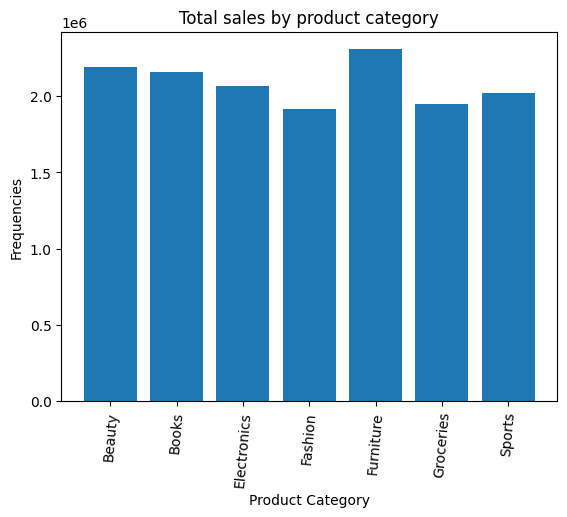 Total sales by product category
1e6
Frequencies
2.0
1.5
1.0
0.5
0.0
Beauty
Books
Electronics
Fashion
Furniture
Groceries
Sports
Product Category